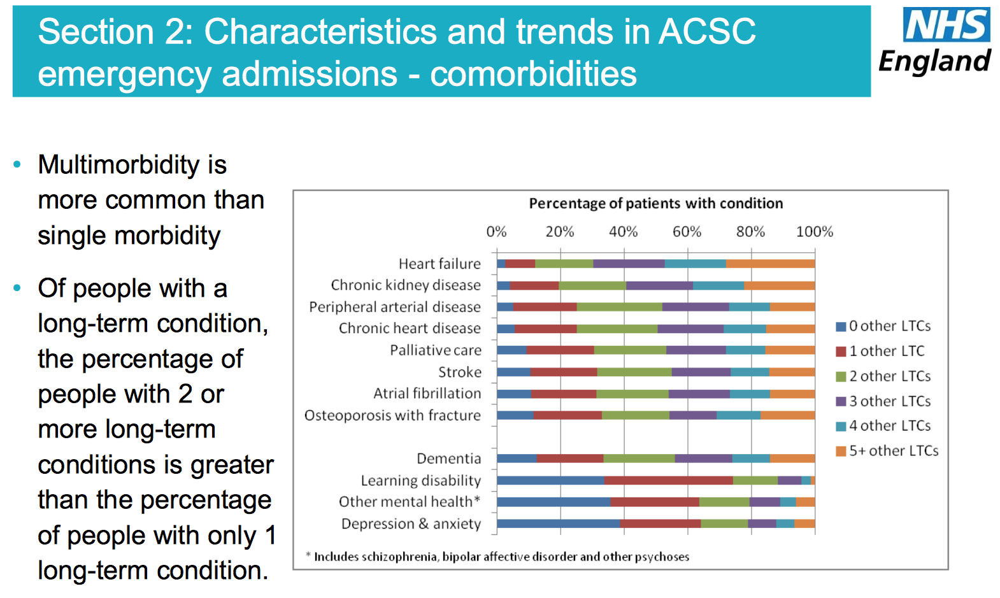 Section 2: Characteristics and trends in ACSC
emergency admissions - comorbidities
NHS
England
• Multimorbidity is
more common than
single morbidity
• Of people with a
long-term condition,
the percentage of
people with 2 or
more long-term
conditions is greater
than the percentage
of people with only 1
long-term condition.
Percentage of patients with condition
0% 20% 40% 60% 80% 100%
Heart failure
Chronic kidney disease
Peripheral arterial disease
Chronic heart disease
Palliative care
Stroke
Atrial fibrillation
Osteoporosis with fracture
Dementia
Learning disability
Other mental health*
Depression & anxiety
0 other LTCs
1 other LTC
2 other LTCs
3 other LTCs
4 other LTCs
5+ other LTCs
* Includes schizophrenia, bipolar affective disorder and other psychoses